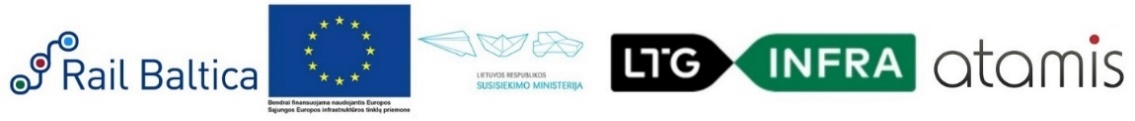 Rail Baltica
Bendrai finansuojama naudojantis Europos
Sąjungos Europos infrastruktūros tinklų priemone
LIETUVOS RESPUBLIKOS
SUSISIEKIMO MINISTERIJA
LTG INFRA
atamis